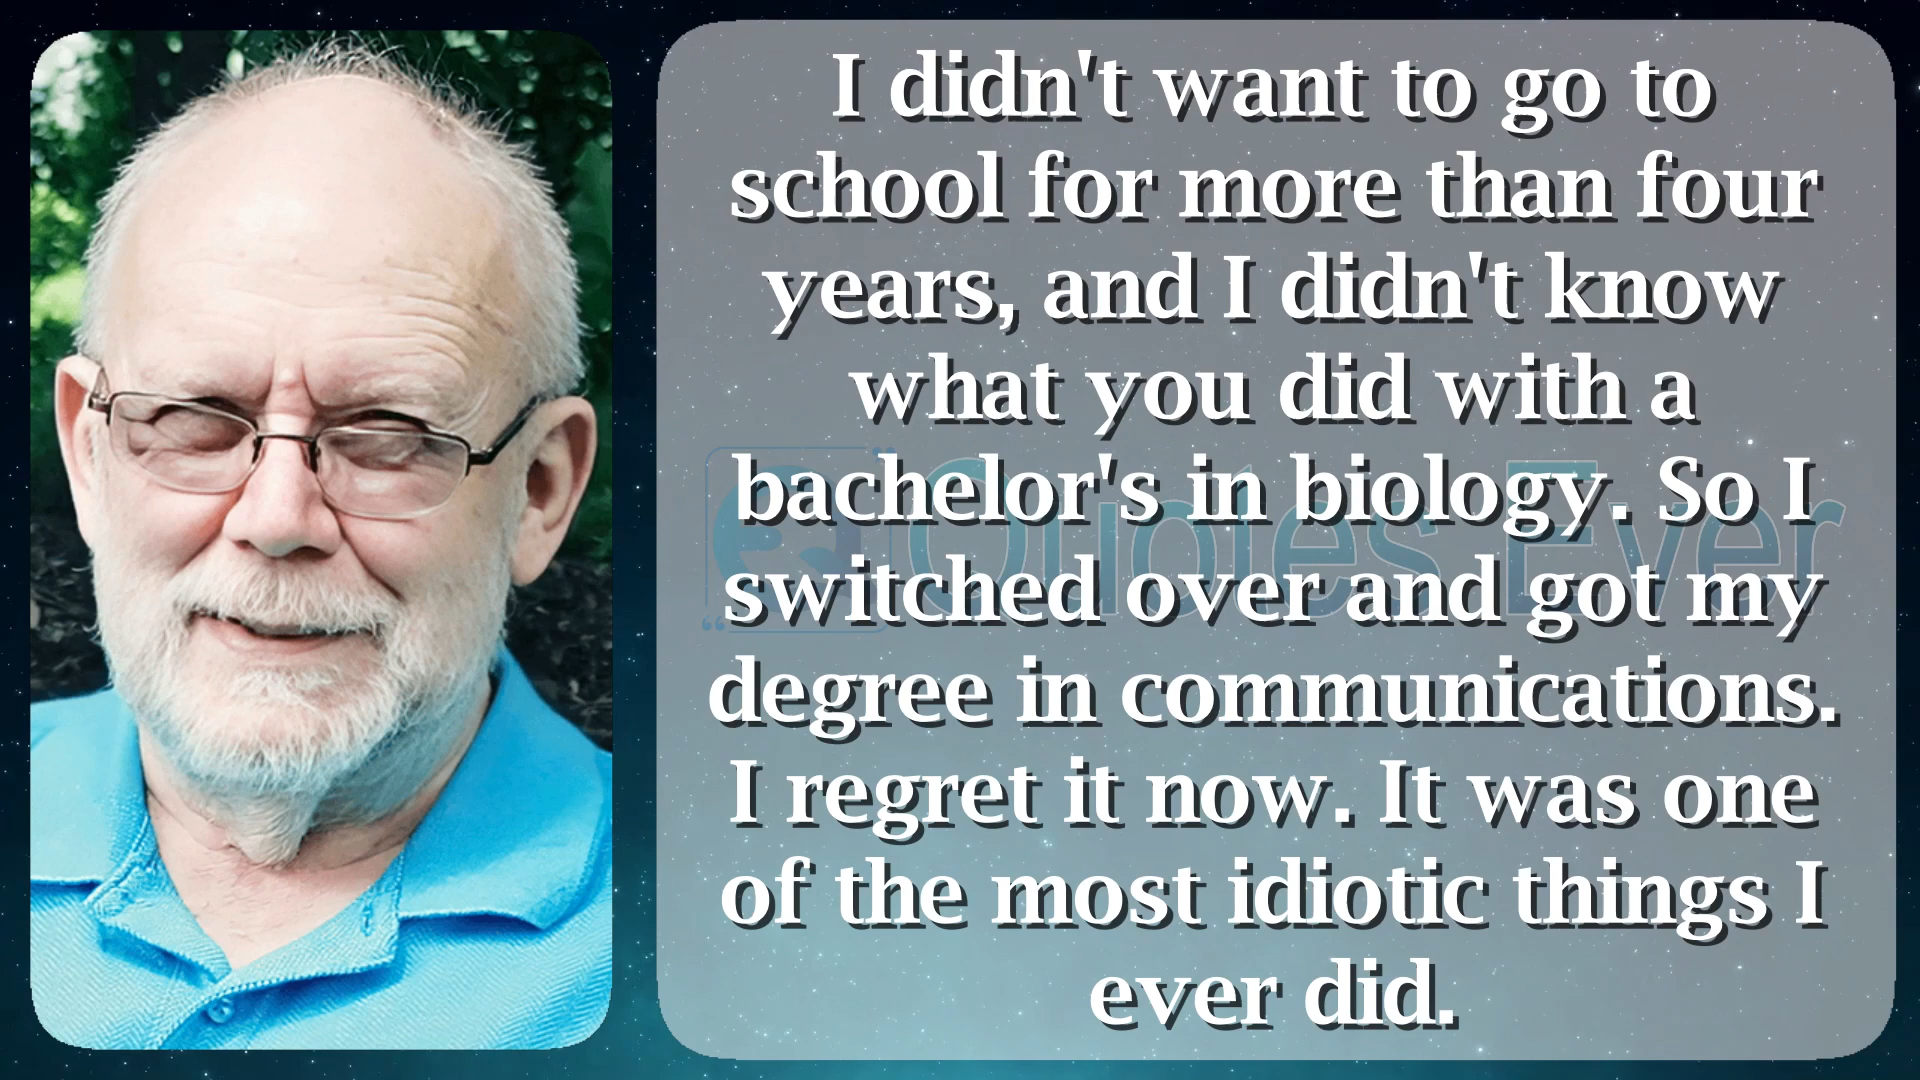 I didn't want to go to
school for more than four
years, and I didn't know
what you did with a
bachelor's in biology. So I
switched over and got my
degree in communications.
I regret it now. It was one
of the most idiotic things I
ever did.
Quotes Ever